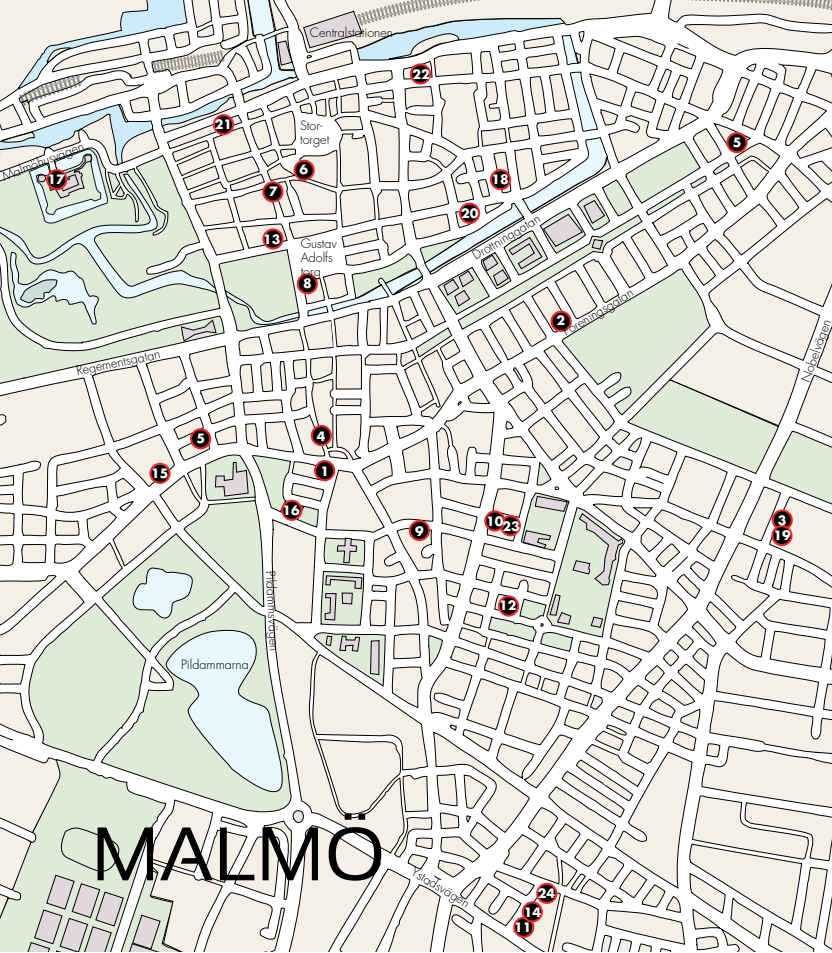 Centralstationen
22
21
Stor-
torget
5
Malmöhusvägen
17
6
7
18
20
13
Gustav
Adolfs
torg
8
Drottninggatan
2
Föreningsgatan
Nobelvägen
Regementsgatan
5
4
15
1
16
10
23
9
3
19
Pildammsvägen
12
Pildammarna
MALMÖ
Ystadsvägen
24
14
11